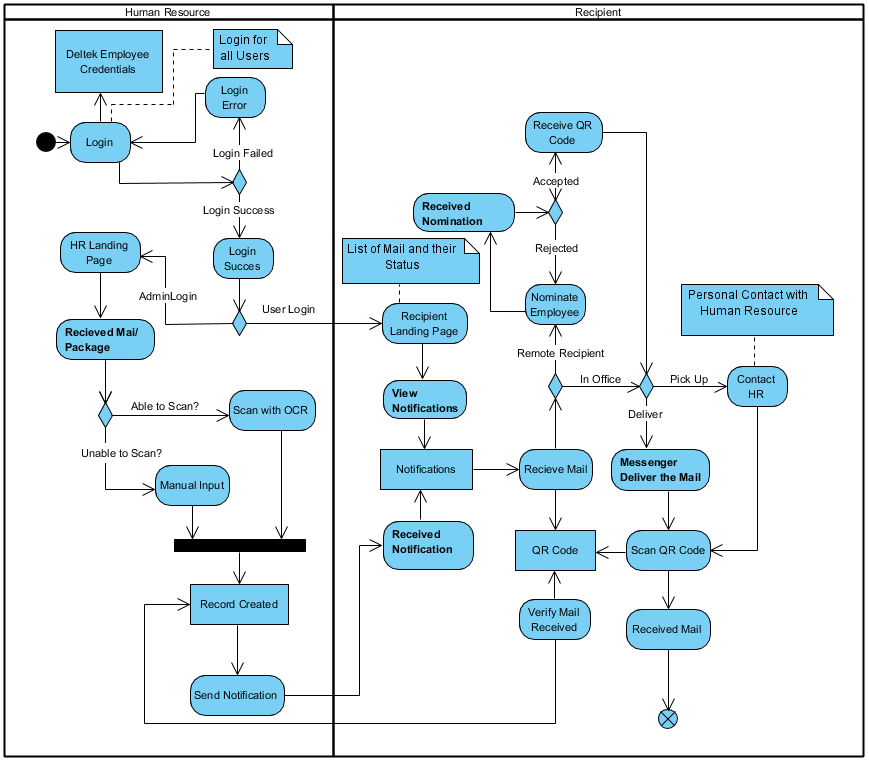 Human Resource
Recipient
Deltek Employee
Credentials
Login for
all Users
Login
Error
Login
Login Failed
Login Success
Login
Succes
HR Landing
Page
AdminLogin
User Login
Recieved Mai/
Package
Able to Scan?
Scan with OCR
Unable to Scan?
Manual Input
Record Created
Send Notification
Receive QR
Code
Accepted
Received
Nomination
Rejected
List of Mail and their
Status
Nominate
Employee
Personal Contact with
Human Resource
Recipient
Landing Page
Remote Recipient
In Office
Pick Up
Contact
HR
View
Notifications
Deliver
Notifications
Recieve Mail
Messenger
Deliver the Mail
Received
Notification
QR Code
Scan QR Code
Verify Mail
Received
Received Mail